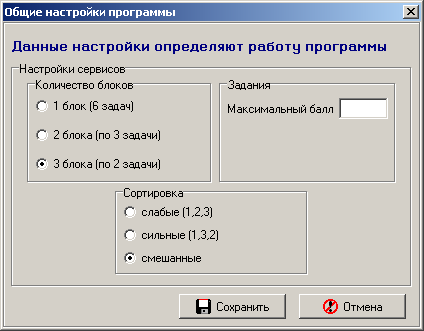 Общие настройки программы
Данные настройки определяют работу программы
Настройки сервисов
Количество блоков
1 блок (6 задач)
2 блока (по 3 задачи)
3 блока (по 2 задачи)
Задания
Максимальный балл
Сортировка
слабые (1,2,3)
сильные (1,3,2)
смешанные
Сохранить
Отмена